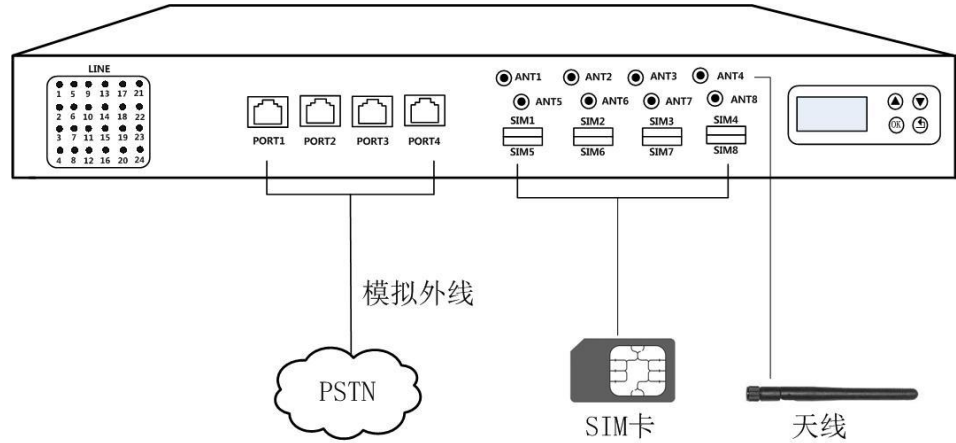 LINE
1 5 9 13 17 21
2 6 10 14 18 22
3 7 11 15 19 23
4 8 12 16 20 24
PORT1 PORT2 PORT3 PORT4
ANT1 ANT2 ANT3 ANT4
ANT5 ANT6 ANT7 ANT8
SIM1 SIM2 SIM3 SIM4
SIM5 SIM6 SIM7 SIM8
OK
模拟外线
PSTN
SIM卡
天线